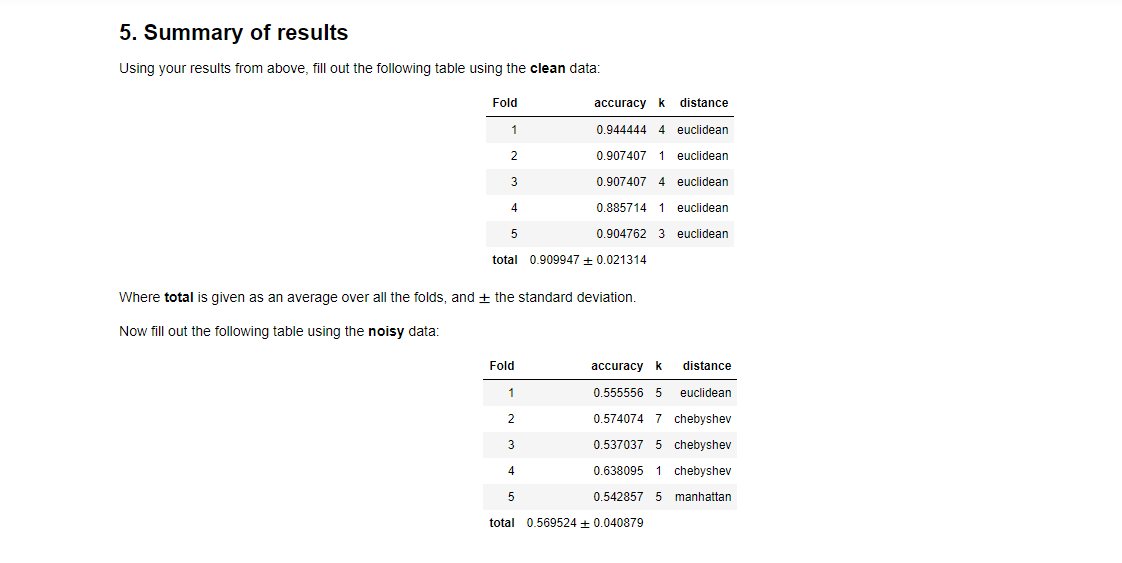 5. Summary of results
Using your results from above, fill out the following table using the clean data:
Fold accuracy k distance
1 0.944444 4 euclidean
2 0.907407 1 euclidean
3 0.907407 4 euclidean
4 0.885714 1 euclidean
5 0.904762 3 euclidean
total 0.909947 ± 0.021314
Where total is given as an average over all the folds, and ± the standard deviation.
Now fill out the following table using the noisy data:
Fold accuracy k distance
1 0.555556 5 euclidean
2 0.574074 7 chebyshev
3 0.537037 5 chebyshev
4 0.638095 1 chebyshev
5 0.542857 5 manhattan
total 0.569524 ± 0.040879